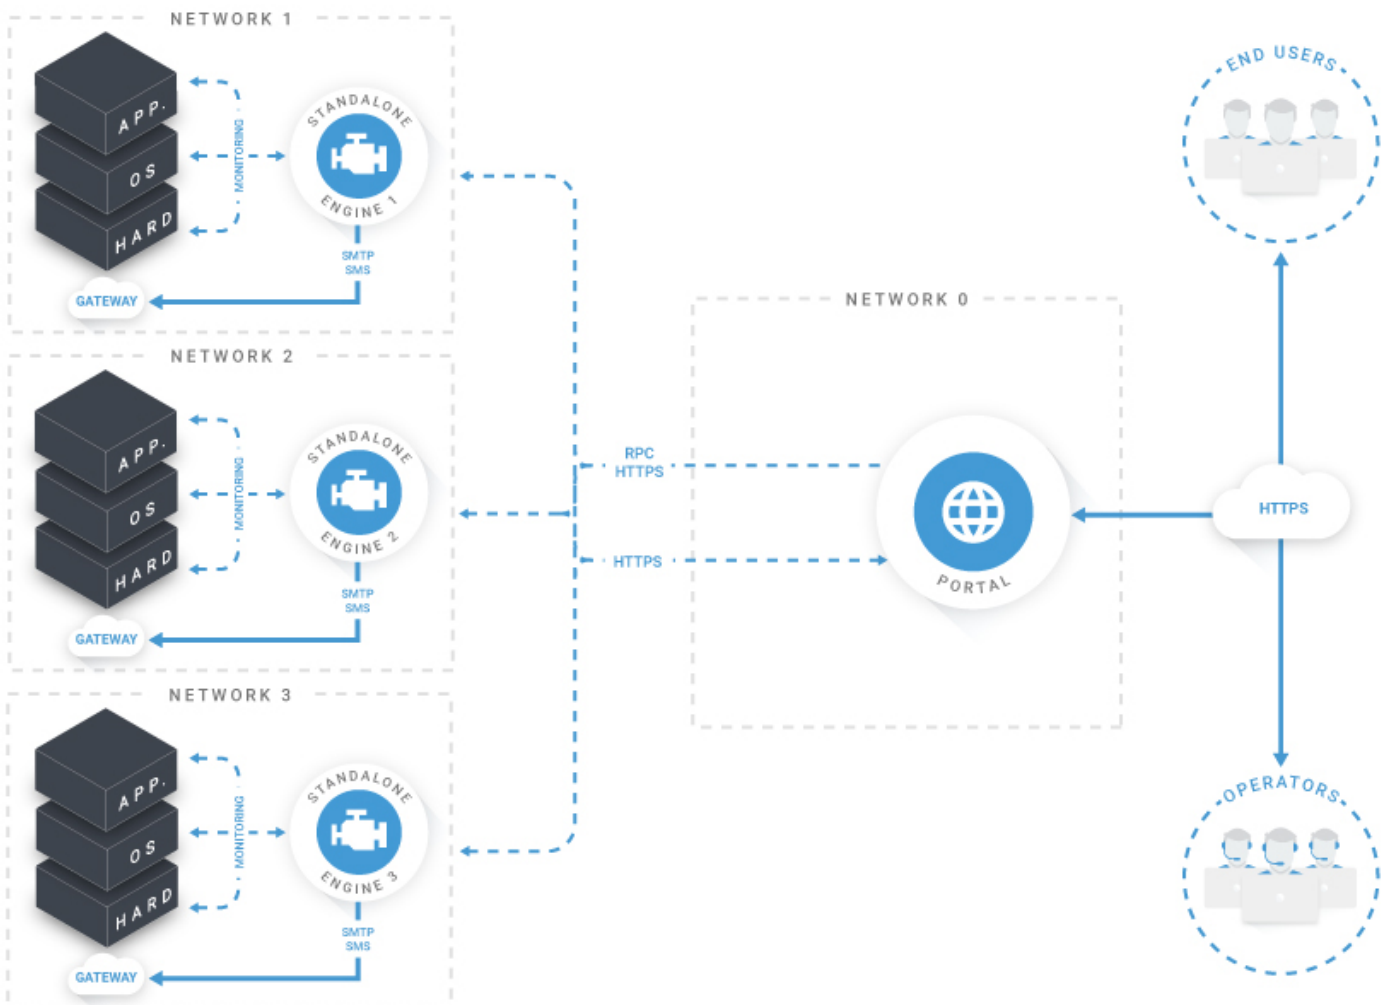 NETWORK 1
APP.
OS
HARD
MONITORING
STANDALONE
ENGINE 1
SMTP
SMS
GATEWAY
NETWORK 2
APP.
OS
HARD
MONITORING
STANDALONE
ENGINE 2
SMTP
SMS
GATEWAY
NETWORK 3
APP.
OS
HARD
MONITORING
STANDALONE
ENGINE 3
SMTP
SMS
GATEWAY
RPC
HTTPS
HTTPS
NETWORK 0
PORTAL
END USERS
HTTPS
OPERATORS